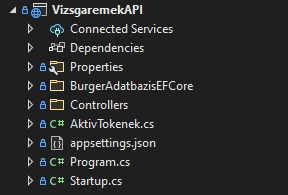 VizsgaremekAPI
Connected Services
Dependencies
Properties
BurgerAdatbazisEFCore
Controllers
C# AktivTokenek.cs
appsettings.json
C# Program.cs
C# Startup.cs